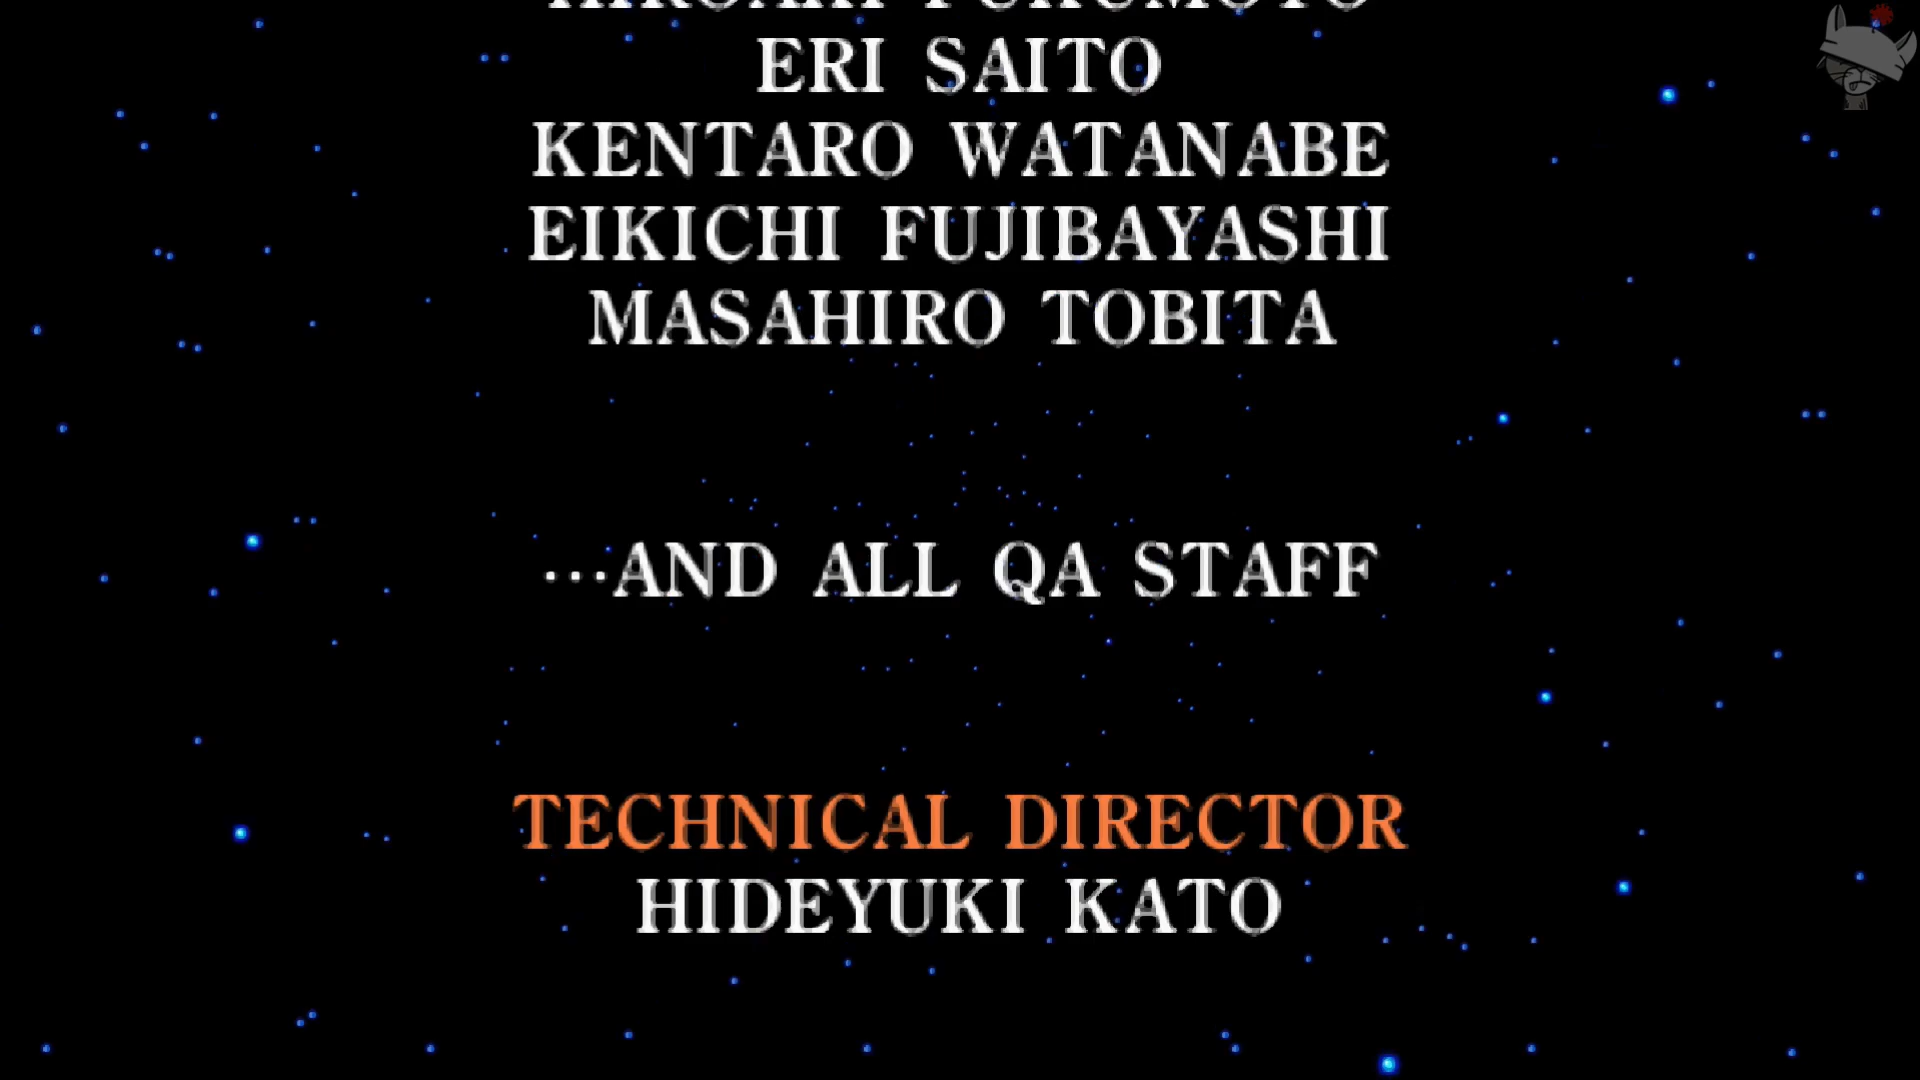 ERI SAITO
KENTARO WATANABE
EIKICHI FUJIBAYASHI
MASAHIRO TOBITA
...AND ALL QA STAFF
TECHNICAL DIRECTOR
HIDEYUKI KATO